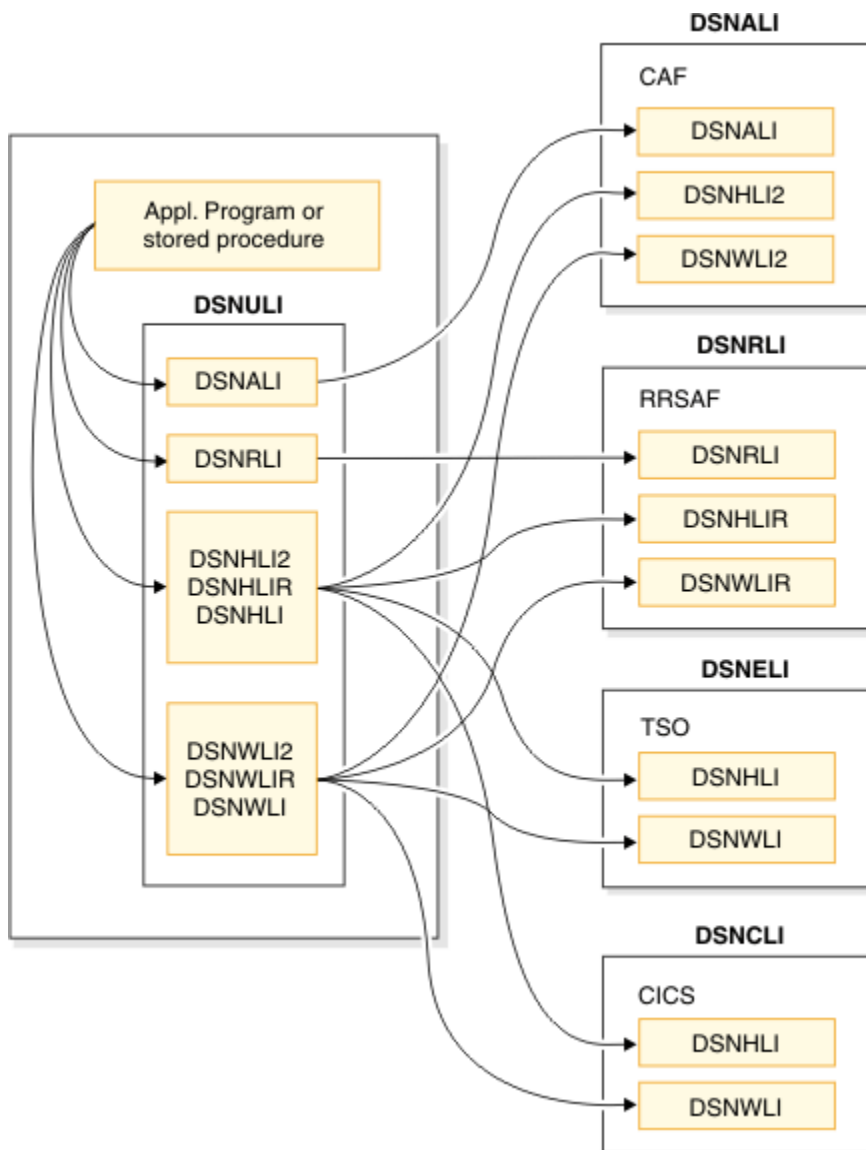 Appl. Program or
stored procedure
DSNULI
DSNALI
DSNRLI
DSNHLI2
DSNHLIR
DSNHLI
DSNWLI2
DSNWLIR
DSNWLI
DSNALI
CAF
DSNALI
DSNHLI2
DSNWLI2
DSNRLI
RRSAF
DSNRLI
DSNHLIR
DSNWLIR
DSNELI
TSO
DSNHLI
DSNWLI
DSNCLI
CICS
DSNHLI
DSNWLI